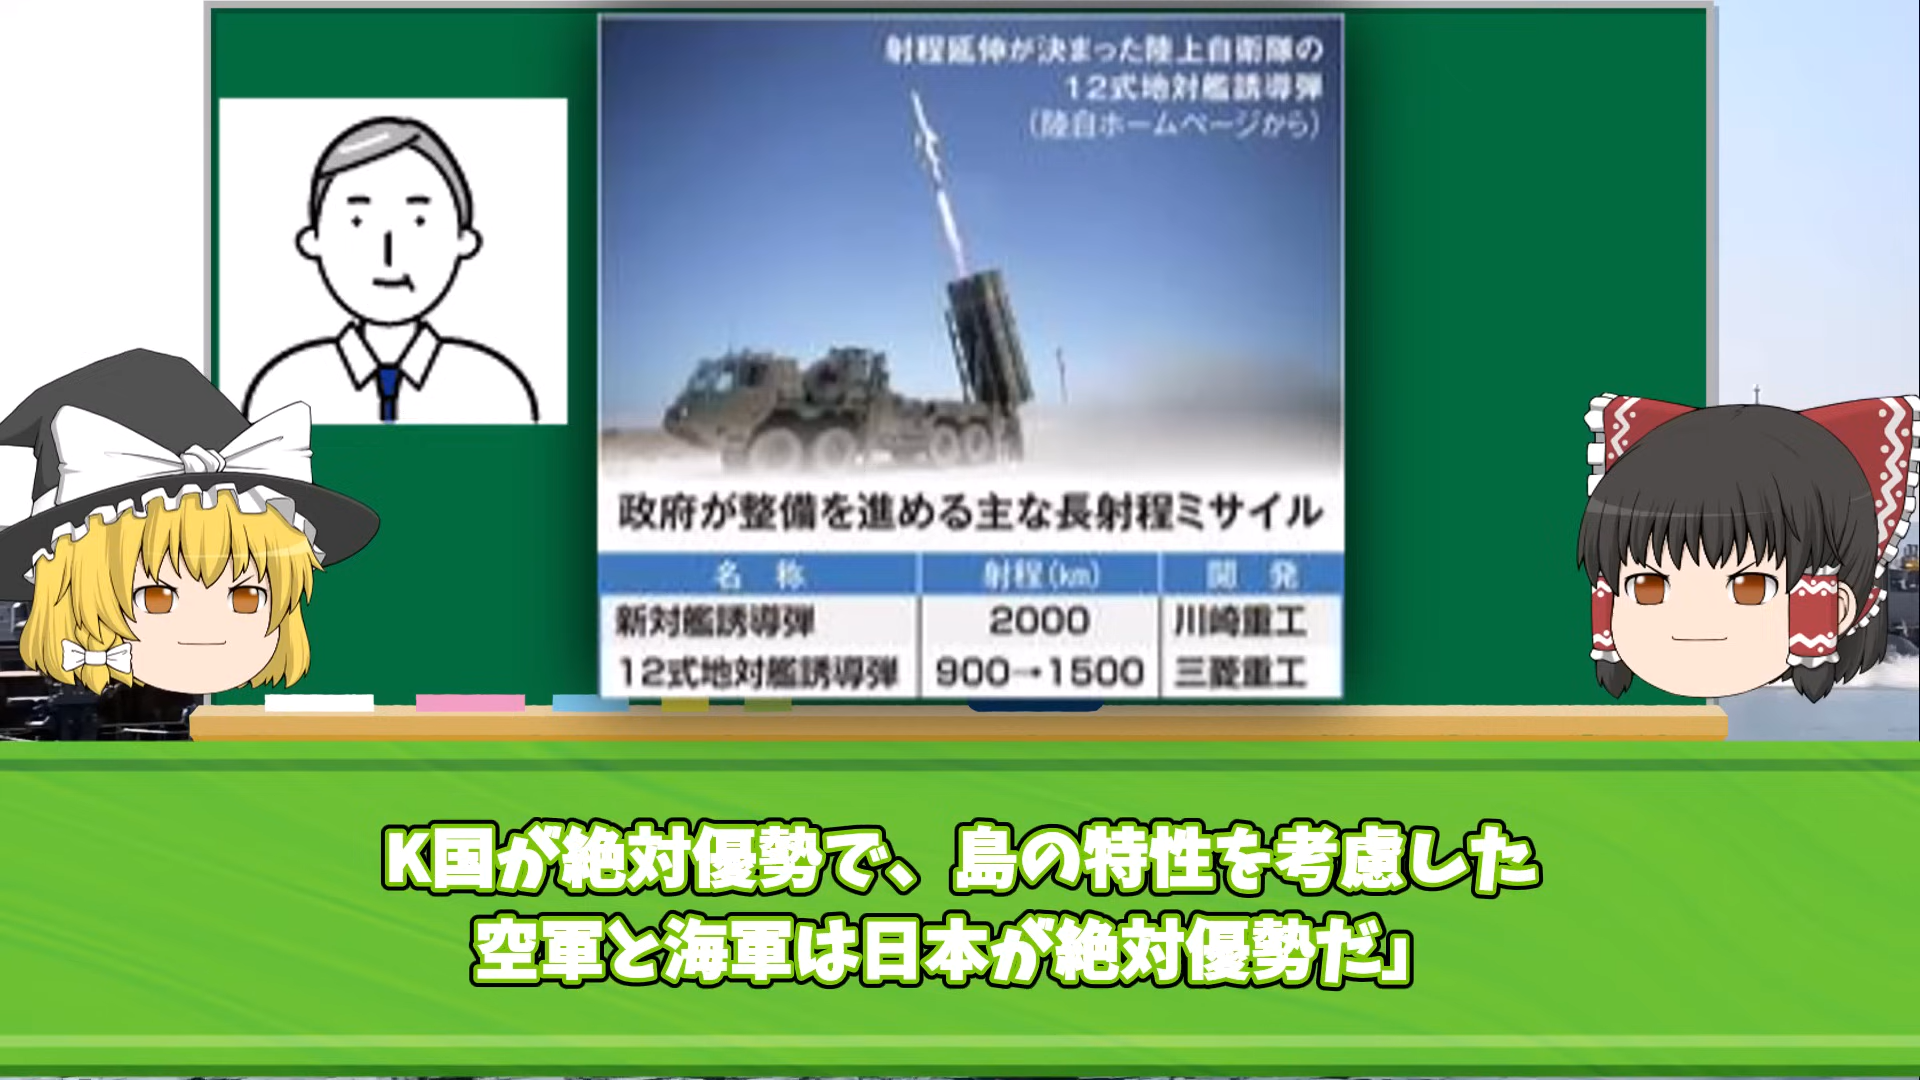 射程延伸が決まった陸上自衛隊の
12式地対艦誘導弾
(陸自ホームページから)
政府が整備を進める主な長射程ミサイル
名 称 射程(km) 開 発
新対艦誘導弾 2000 川崎重工
12式地対艦誘導弾 900→1500 三菱重工
K国が絶対優勢で、島の特性を考慮した
空軍と海軍は日本が絶対優勢だ」